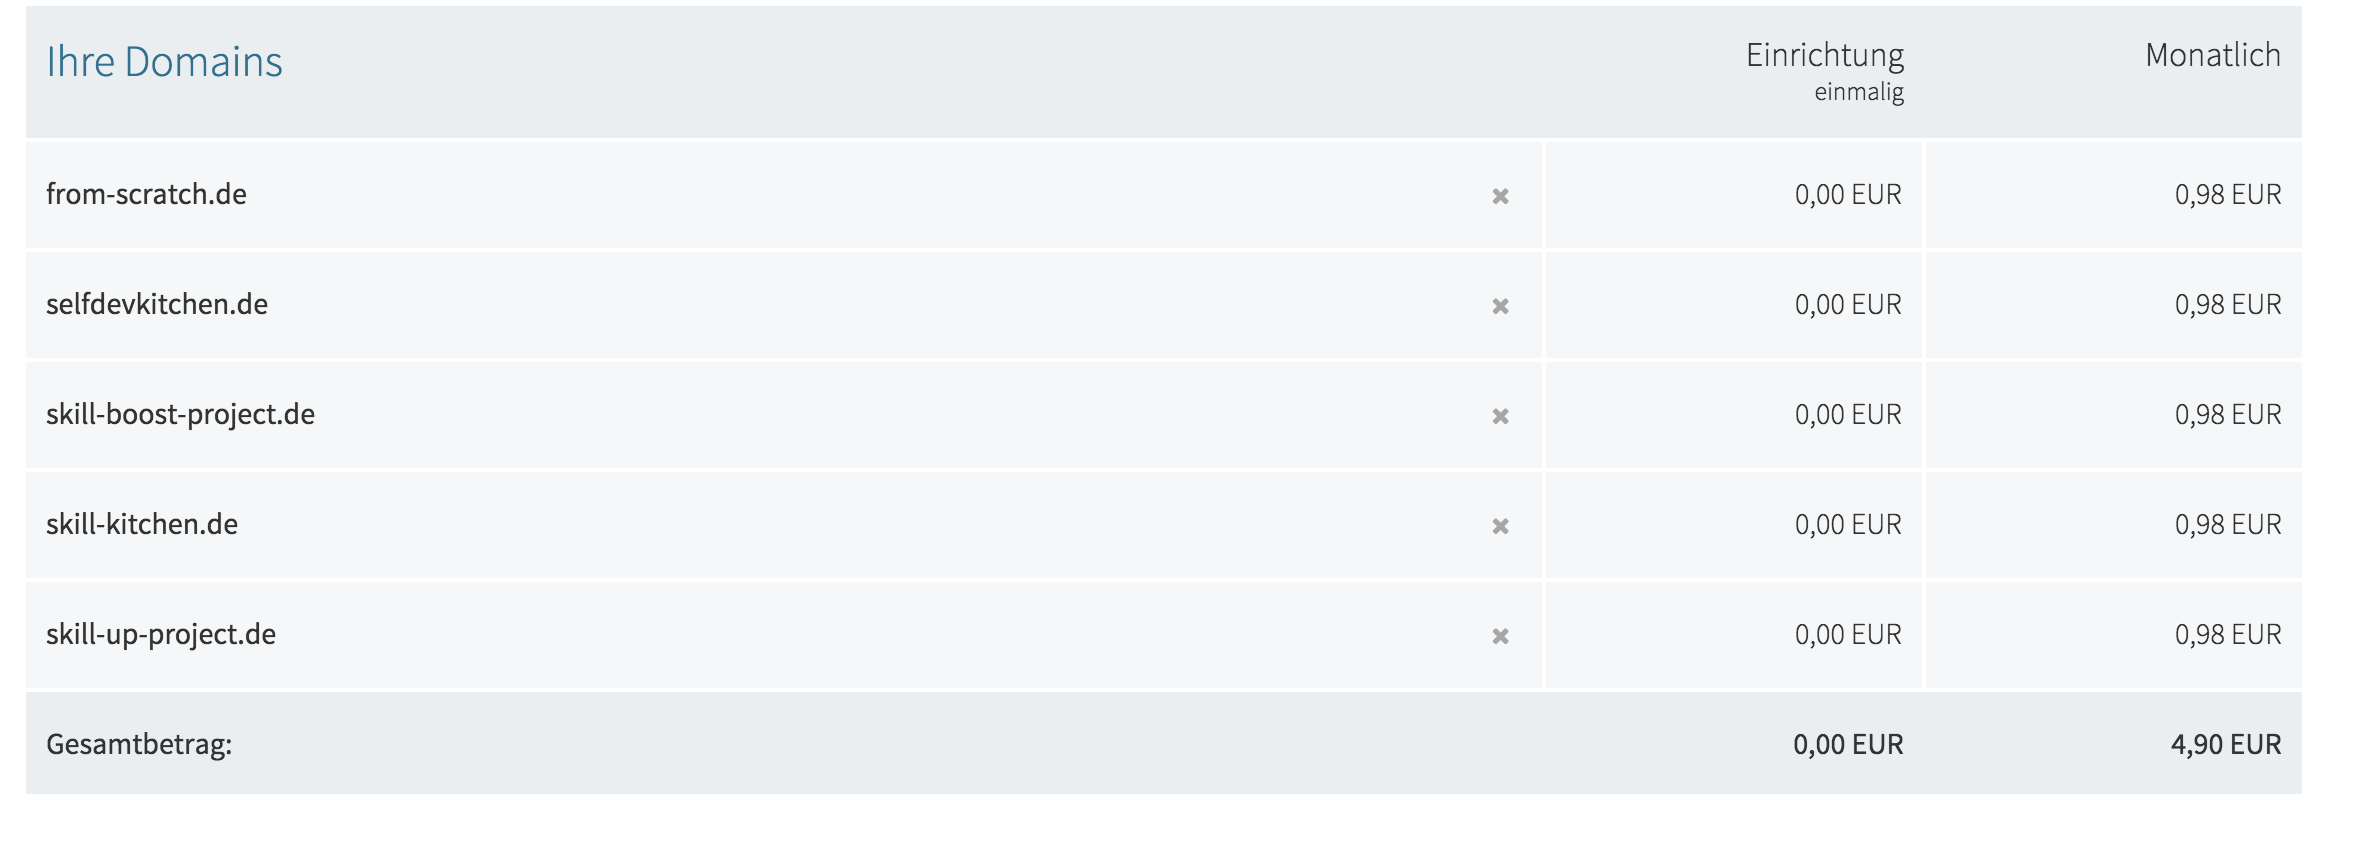 Ihre Domains Einrichtung Monatlich
einmalig
from-scratch.de 0,00 EUR 0,98 EUR
selfdevkitchen.de 0,00 EUR 0,98 EUR
skill-boost-project.de 0,00 EUR 0,98 EUR
skill-kitchen.de 0,00 EUR 0,98 EUR
skill-up-project.de 0,00 EUR 0,98 EUR
Gesamtbetrag: 0,00 EUR 4,90 EUR